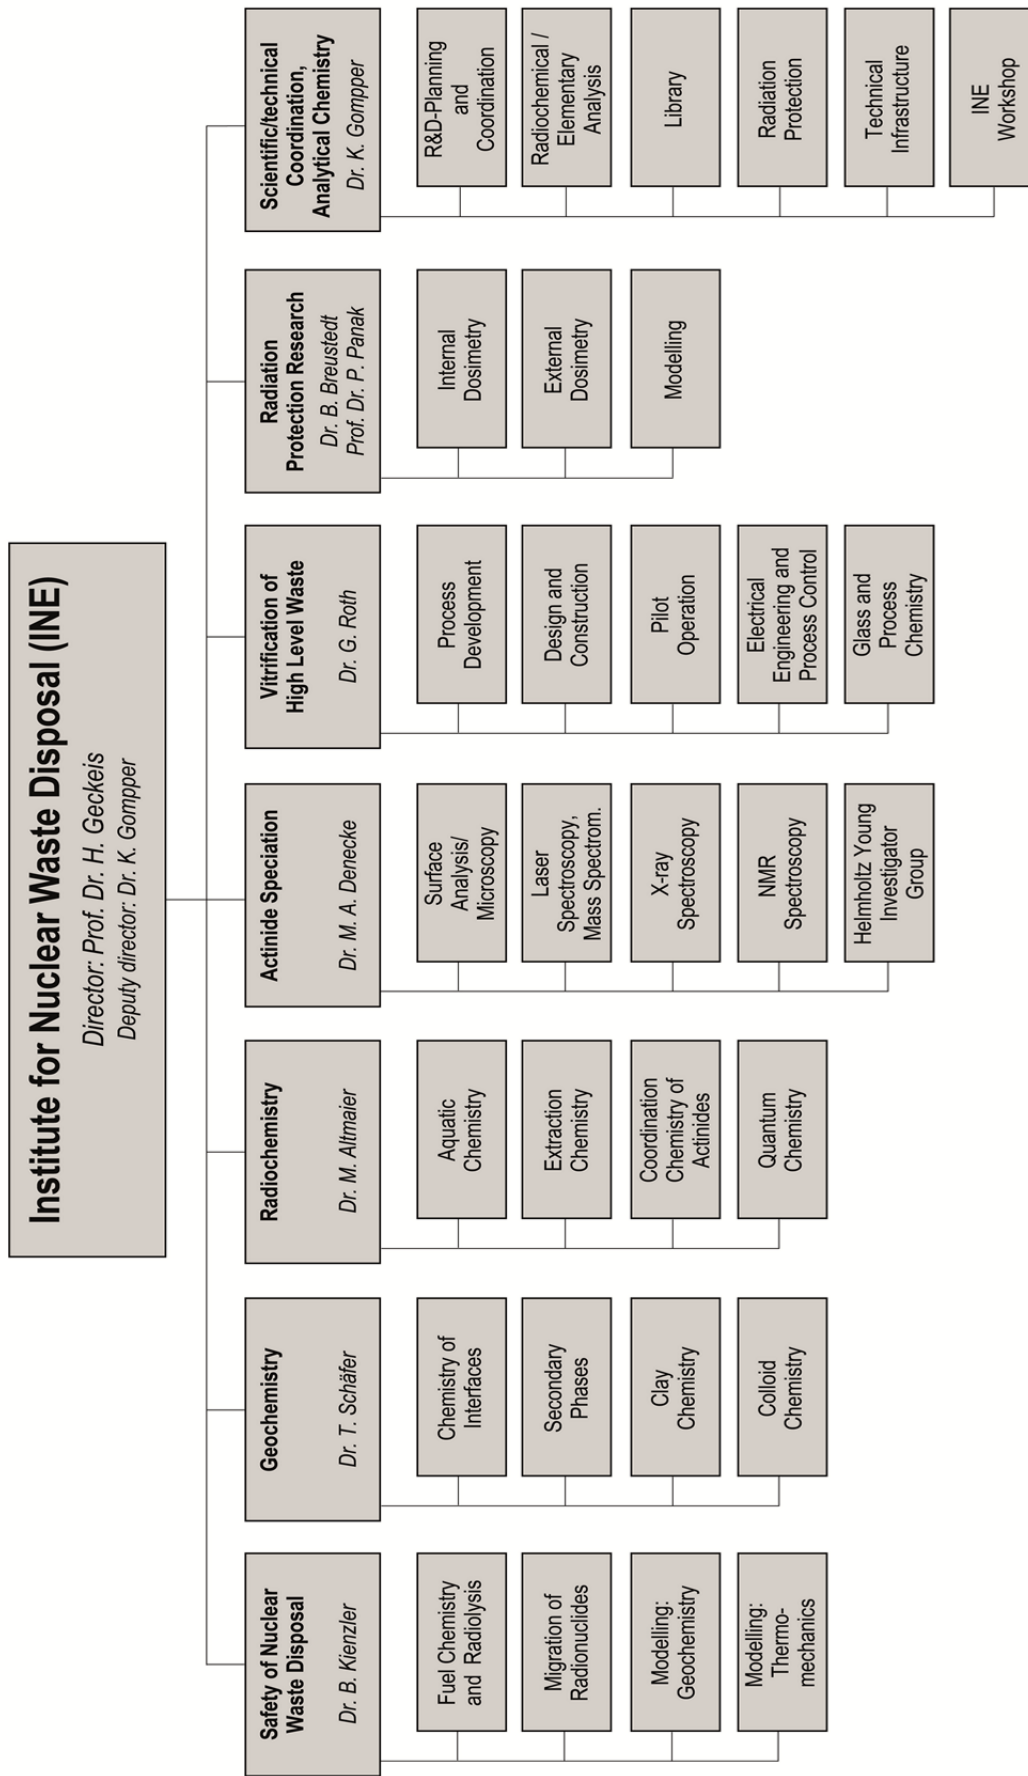 Institute for Nuclear Waste Disposal (INE)
Director: Prof. Dr. H. Geckeis
Deputy director: Dr. K. Gompper
Safety of Nuclear
Waste Disposal
Dr. B. Kienzler
Fuel Chemistry
and Radiolysis
Migration of
Radionuclides
Modelling:
Geochemistry
Modelling:
Thermo-
mechanics
Geochemistry
Dr. T. Schäfer
Chemistry of
Interfaces
Secondary
Phases
Clay
Chemistry
Colloid
Chemistry
Radiochemistry
Dr. M. Altmaier
Aquatic
Chemistry
Extraction
Chemistry
Coordination
Chemistry of
Actinides
Quantum
Chemistry
Actinide Speciation
Dr. M. A. Denecke
Surface
Analysis/
Microscopy
Laser
Spectroscopy,
Mass Spectrom.
X-ray
Spectroscopy
NMR
Spectroscopy
Helmholtz Young
Investigator
Group
Vitrification of
High Level Waste
Dr. G. Roth
Process
Development
Design and
Construction
Pilot
Operation
Electrical
Engineering and
Process Control
Glass and
Process
Chemistry
Radiation
Protection Research
Dr. B. Breustedt
Prof. Dr. P. Panak
Internal
Dosimetry
External
Dosimetry
Modelling
Scientific/technical
Coordination,
Analytical Chemistry
Dr. K. Gompper
R&D-Planning
and
Coordination
Radiochemical /
Elementary
Analysis
Library
Radiation
Protection
Technical
Infrastructure
INE
Workshop